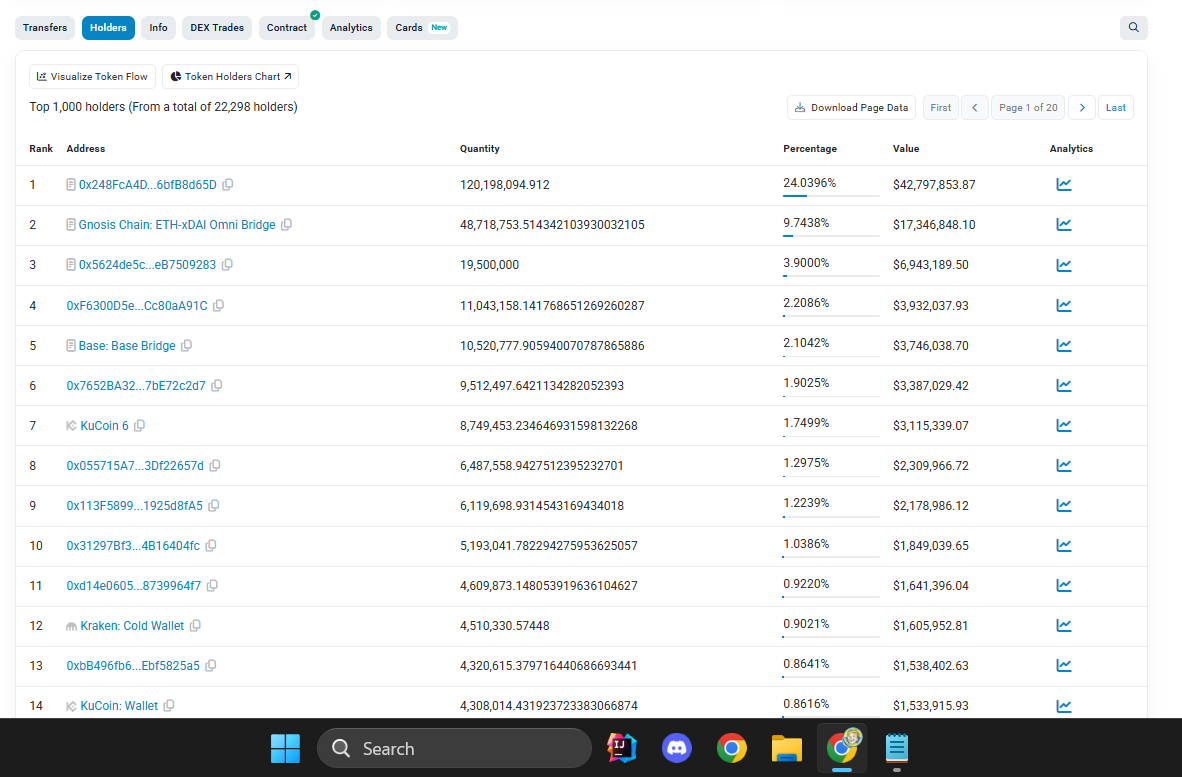 Transfers Holders Info DEX Trades Contract Analytics Cards New
Visualize Token Flow Token Holders Chart
Top 1,000 holders (From a total of 22,298 holders) Download Page Data First Page 1 of 20 Last
Rank Address Quantity Percentage Value Analytics
1 0x248FcA4D...6bfB8d65D 120,198,094.912 24.0396% $42,797,853.87
2 Gnosis Chain: ETH-xDAI Omni Bridge 48,718,753.514342103930032105 9.7438% $17,346,848.10
3 0x5624de5c...eB7509283 19,500,000 3.9000% $6,943,189.50
4 0xF6300D5e...Cc80aA91C 11,043,158.141768651269260287 2.2086% $3,932,037.93
5 Base: Base Bridge 10,520,777.905940070787865886 2.1042% $3,746,038.70
6 0x7652BA32...7bE72c2d7 9,512,497.6421134282052393 1.9025% $3,387,029.42
7 KuCoin 6 8,749,453.234646931598132268 1.7499% $3,115,339.07
8 0x055715A7...3Df22657d 6,487,558.9427512395232701 1.2975% $2,309,966.72
9 0x113F5899...1925d8fA5 6,119,698.9314543169434018 1.2239% $2,178,986.12
10 0x31297Bf3...4B16404fc 5,193,041.782294275953625057 1.0386% $1,849,039.65
11 0xd14e0605...8739964f7 4,609,873.148053919636104627 0.9220% $1,641,396.04
12 Kraken: Cold Wallet 4,510,330.57448 0.9021% $1,605,952.81
13 0xbB496fb6...Ebf5825a5 4,320,615.379716440686693441 0.8641% $1,538,402.63
14 KuCoin: Wallet 4,308,014.431923723383066874 0.8616% $1,533,915.93
Search
IJ